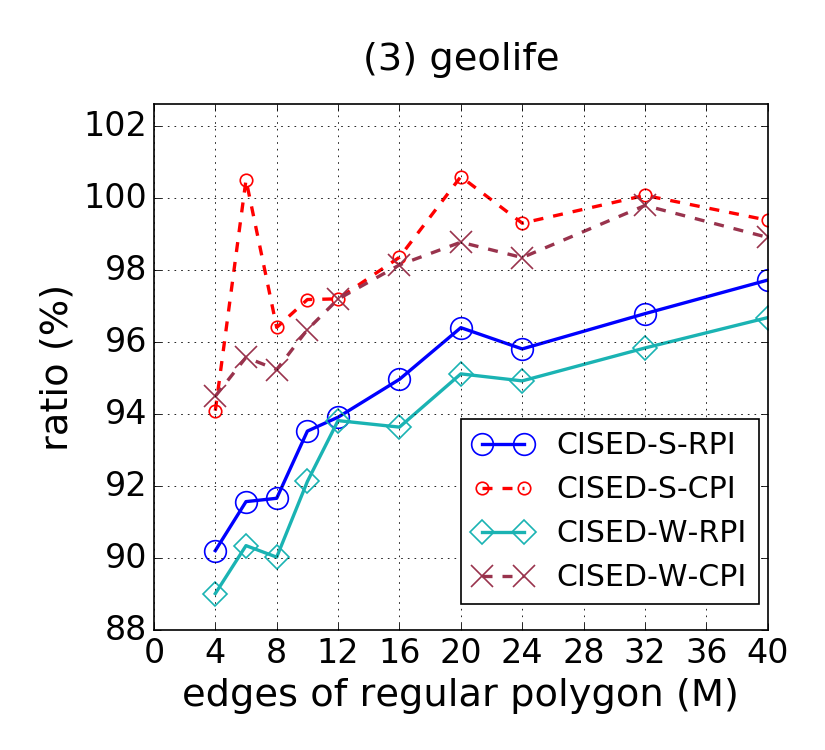 (3) geolife
102
100
98
96
94
92
90
88
ratio (%)
CISED-S-RPI
CISED-S-CPI
CISED-W-RPI
CISED-W-CPI
0 4 8 12 16 20 24 28 32 36 40
edges of regular polygon (M)